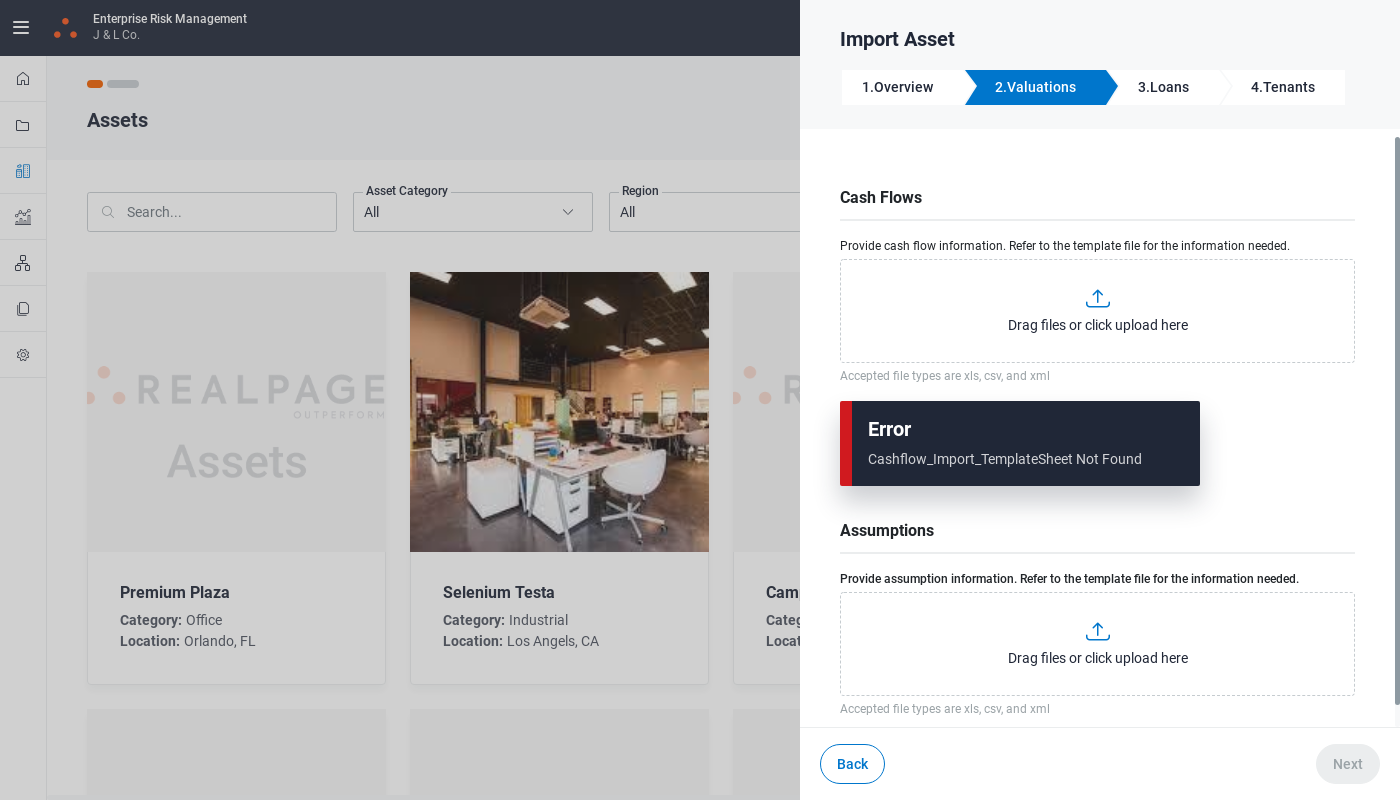 Enterprise Risk Management
J & L Co.
Assets
Search...
Asset Category
All
Region
All
REALPAGE
OUTPERFORM
Assets
R
Premium Plaza
Category: Office
Location: Orlando, FL
Selenium Testa
Category: Industrial
Location: Los Angels, CA
Cam
Categ
Locat
Import Asset
1.Overview
2.Valuations
3.Loans
4.Tenants
Cash Flows
Provide cash flow information. Refer to the template file for the information needed.
Drag files or click upload here
Accepted file types are xls, csv, and xml
Error
Cashflow_Import_TemplateSheet Not Found
Assumptions
Provide assumption information. Refer to the template file for the information needed.
Drag files or click upload here
Accepted file types are xls, csv, and xml
Back
Next